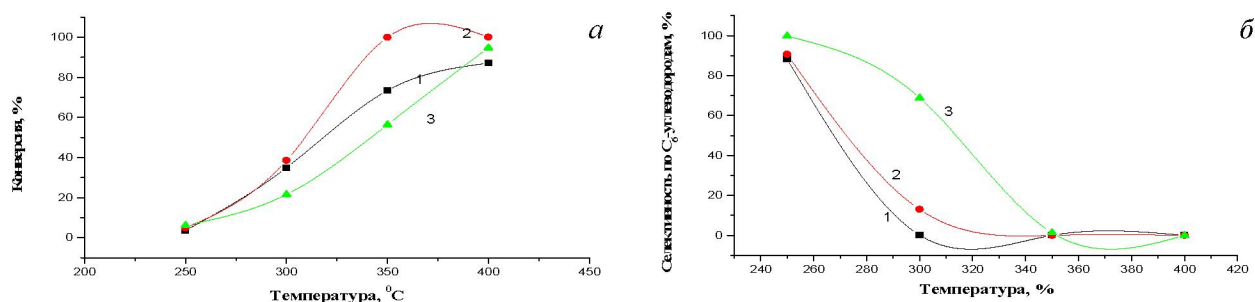 Конверсия, %
100
80
60
40
20
0
200 250 300 350 400 450
Температура, ⁰С
а
2
1
3
Селективность по С₆-углеводородам, %
100
80
60
40
20
0
240 260 280 300 320 340 360 380 400 420
Температура, %
б
3
2
1